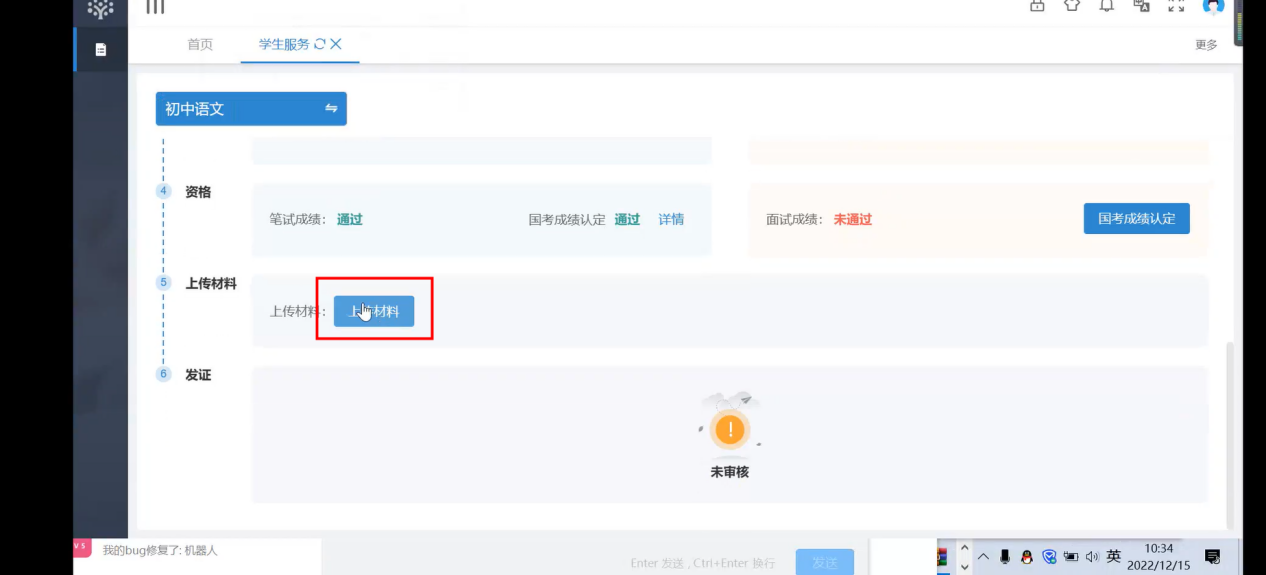 首页 学生服务 更多
初中语文
4 资格
笔试成绩： 通过 国考成绩认定 通过 详情 面试成绩： 未通过 国考成绩认定
5 上传材料
上传材料： 上传材料
6 发证
未审核
我的bug修复了: 机器人
Enter 发送 , Ctrl+Enter 换行 发送
英 10:34
2022/12/15